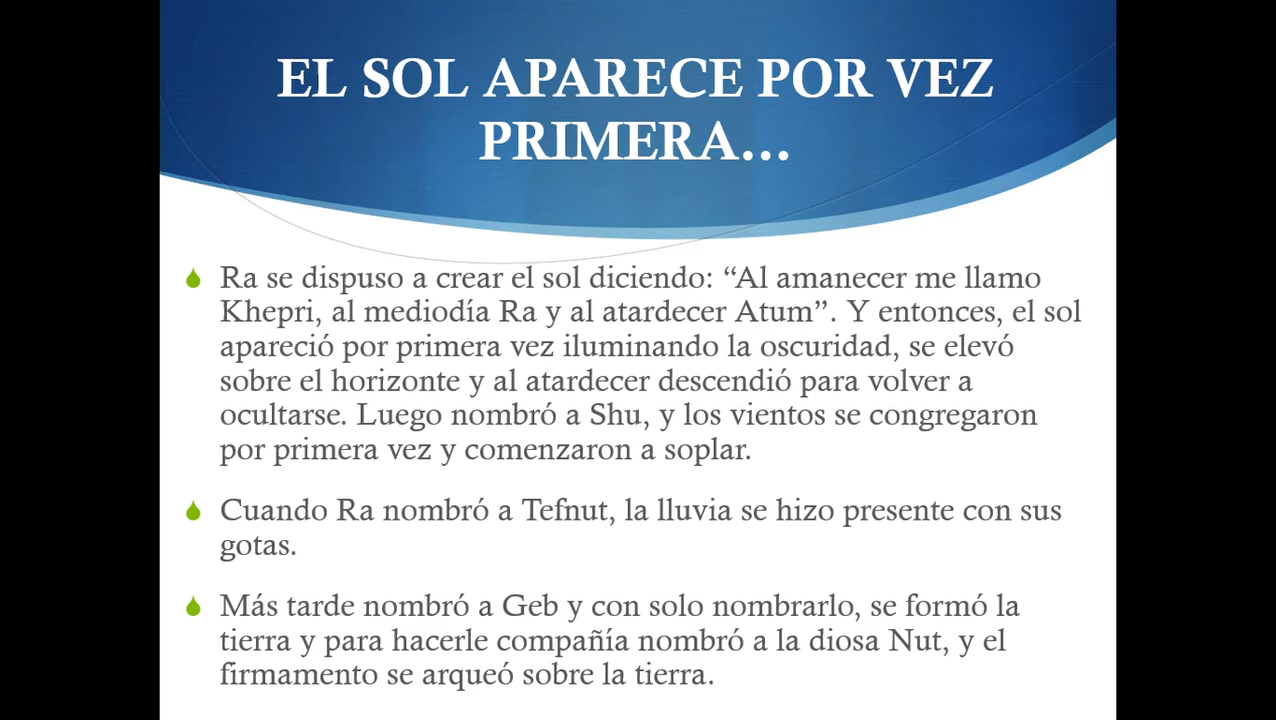 EL SOL APARECE POR VEZ
PRIMERA…
Ra se dispuso a crear el sol diciendo: “Al amanecer me llamo
Khepri, al mediodía Ra y al atardecer Atum”. Y entonces, el sol
apareció por primera vez iluminando la oscuridad, se elevó
sobre el horizonte y al atardecer descendió para volver a
ocultarse. Luego nombró a Shu, y los vientos se congregaron
por primera vez y comenzaron a soplar.
Cuando Ra nombró a Tefnut, la lluvia se hizo presente con sus
gotas.
Más tarde nombró a Geb y con solo nombrarlo, se formó la
tierra y para hacerle compañía nombró a la diosa Nut, y el
firmamento se arqueó sobre la tierra.